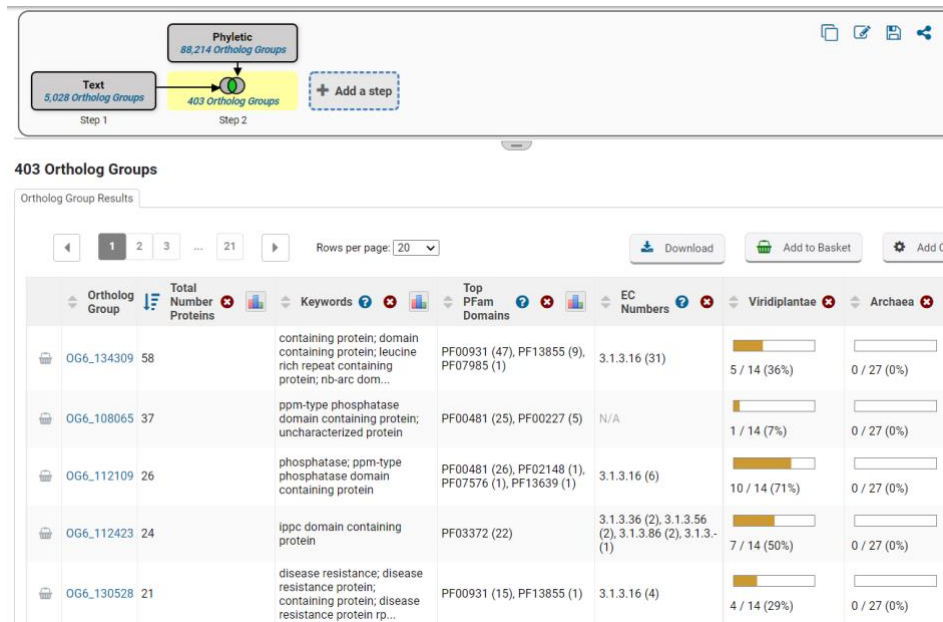 Phyletic
88,214 Ortholog Groups
Text
5,028 Ortholog Groups
403 Ortholog Groups
+ Add a step
Step 1
Step 2
403 Ortholog Groups
Ortholog Group Results
1 2 3 ... 21
Rows per page: 20
Download
Add to Basket
Add C
Ortholog
Group
Total
Number
Proteins
Keywords
Top
PFam
Domains
EC
Numbers
Viridiplantae
Archaea
OG6_134309 58
containing protein; domain
containing protein; leucine
rich repeat containing
protein; nb-arc dom...
PF00931 (47), PF13855 (9),
PF07985 (1)
3.1.3.16 (31)
5 / 14 (36%)
0 / 27 (0%)
OG6_108065 37
ppm-type phosphatase
domain containing protein;
uncharacterized protein
PF00481 (25), PF00227 (5)
N/A
1 / 14 (7%)
0 / 27 (0%)
OG6_112109 26
phosphatase; ppm-type
phosphatase domain
containing protein
PF00481 (26), PF02148 (1),
PF07576 (1), PF13639 (1)
3.1.3.16 (6)
10 / 14 (71%)
0 / 27 (0%)
OG6_112423 24
ippc domain containing
protein
PF03372 (22)
3.1.3.36 (2), 3.1.3.56
(2), 3.1.3.86 (2), 3.1.3.-
(1)
7 / 14 (50%)
0 / 27 (0%)
OG6_130528 21
disease resistance; disease
resistance protein;
containing protein; disease
resistance protein rp...
PF00931 (15), PF13855 (1)
3.1.3.16 (4)
4 / 14 (29%)
0 / 27 (0%)